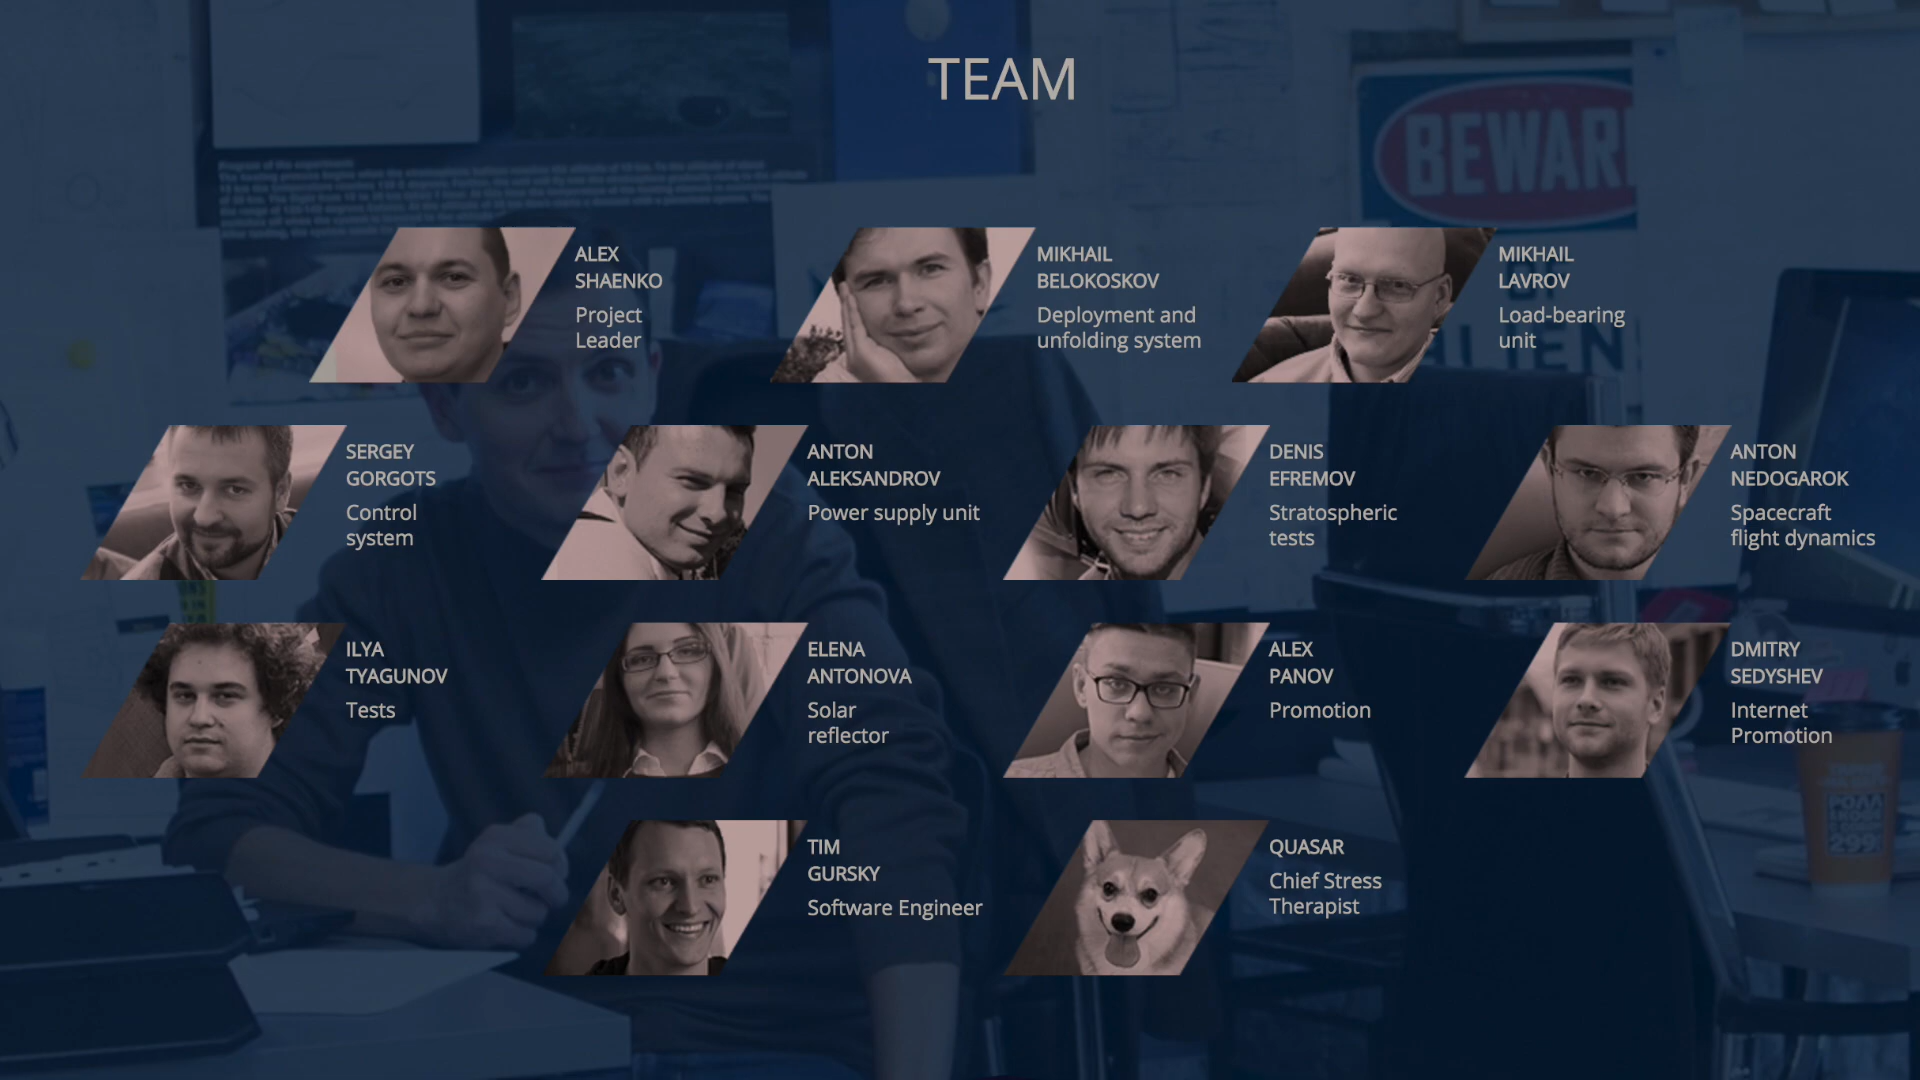 TEAM
BEWAR
ALEX
SHAENKO
Project
Leader
MIKHAIL
BELOKOSKOV
Deployment and
unfolding system
MIKHAIL
LAVROV
Load-bearing
unit
SERGEY
GORGOTS
Control
system
ANTON
ALEKSANDROV
Power supply unit
DENIS
EFREMOV
Stratospheric
tests
ANTON
NEDOGAROK
Spacecraft
flight dynamics
ILYA
TYAGUNOV
Tests
ELENA
ANTONOVA
Solar
reflector
ALEX
PANOV
Promotion
DMITRY
SEDYSHEV
Internet
Promotion
TIM
GURSKY
Software Engineer
QUASAR
Chief Stress
Therapist
299